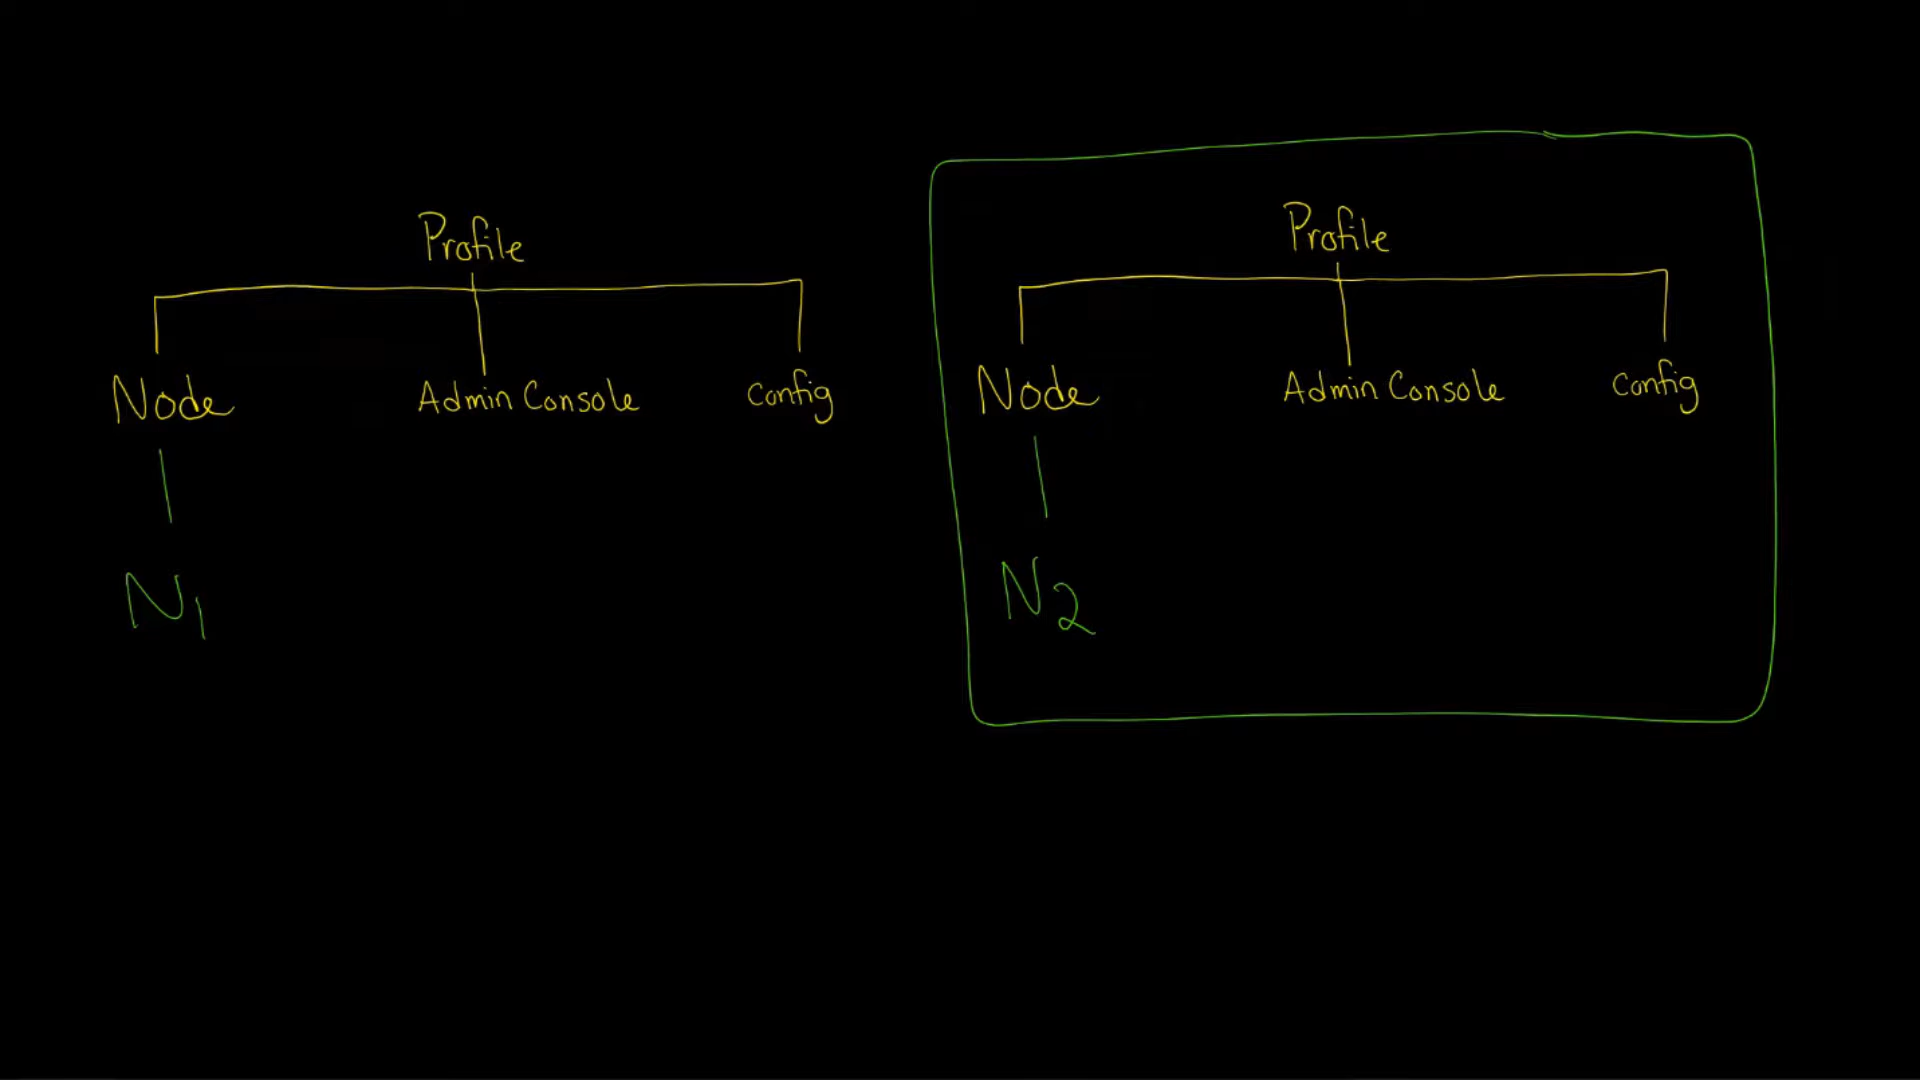 Profile
Node Admin Console Config
N1
Profile
Node Admin Console Config
N2